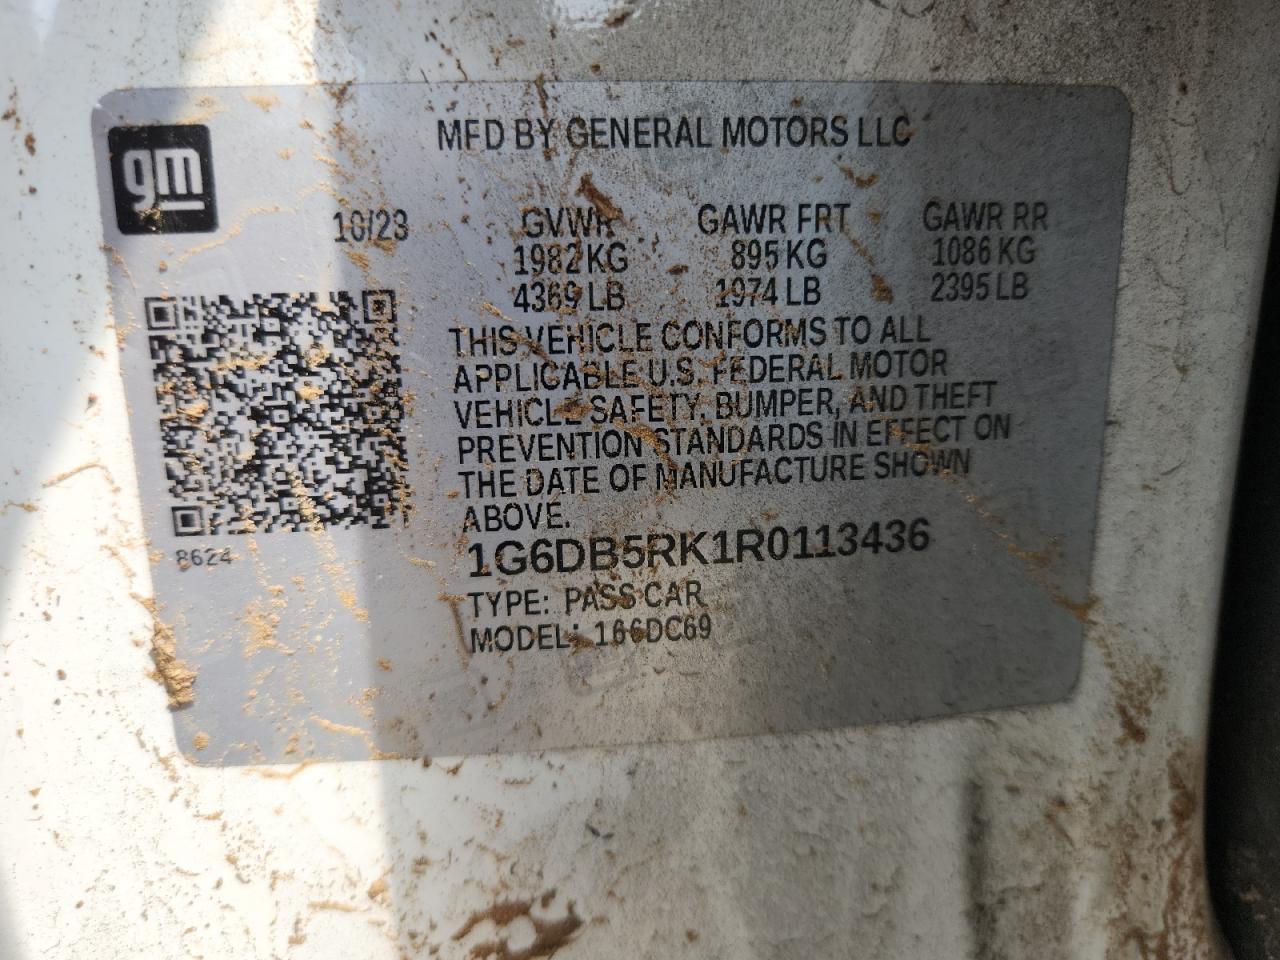 MFD BY GENERAL MOTORS LLC
gm
10/23 GVWR GAWR FRT GAWR RR
1982 KG 895 KG 1086 KG
4369 LB 1974 LB 2395 LB
THIS VEHICLE CONFORMS TO ALL
APPLICABLE U.S. FEDERAL MOTOR
VEHICLE SAFETY, BUMPER, AND THEFT
PREVENTION STANDARDS IN EFFECT ON
THE DATE OF MANUFACTURE SHOWN
ABOVE.
8624
1G6DB5RK1R0113436
TYPE: PASS CAR
MODEL: 166DC69